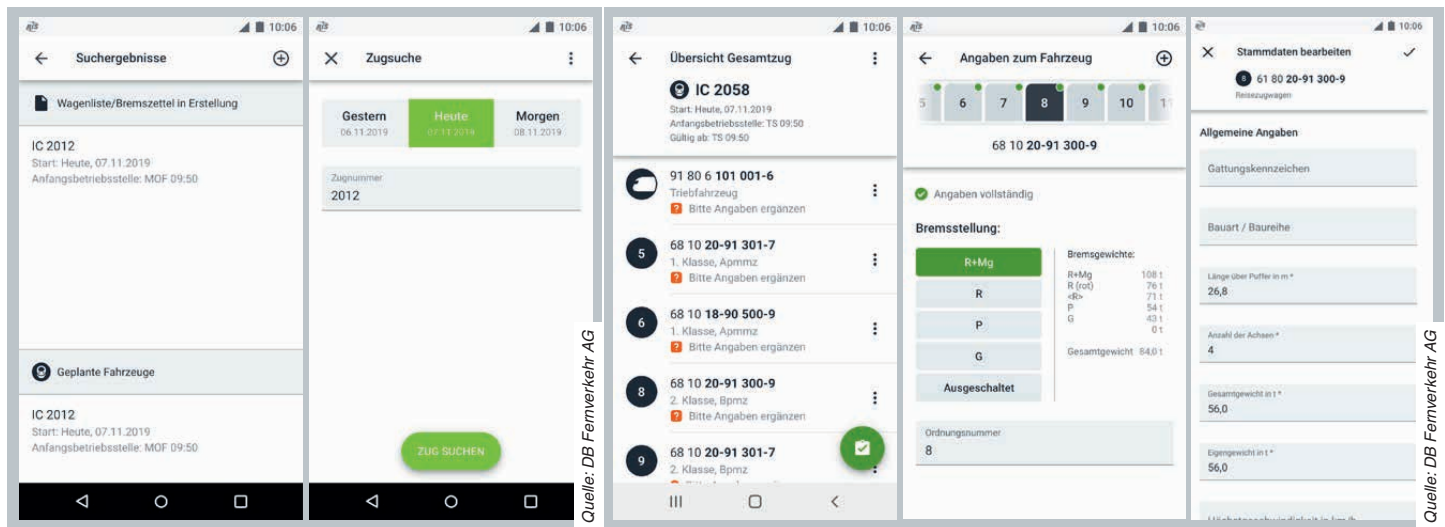 10:06
Suchergebnisse
Wagenliste/Bremszettel in Erstellung
IC 2012
Start: Heute, 07.11.2019
Anfangsbetriebsstelle: MOF 09:50
Geplante Fahrzeuge
IC 2012
Start: Heute, 07.11.2019
Anfangsbetriebsstelle: MOF 09:50
10:06
Zugsuche
Gestern
06.11.2019
Heute
07.11.2019
Morgen
08.11.2019
Zugnummer
2012
ZUG SUCHEN
Quelle: DB Fernverkehr AG
10:06
Übersicht Gesamtzug
IC 2058
Start: Heute, 07.11.2019
Anfangsbetriebsstelle: TS 09:50
Gültig ab: TS 09:50
91 80 6 101 001-6
Triebfahrzeug
? Bitte Angaben ergänzen
5
68 10 20-91 301-7
1. Klasse, Apmmz
? Bitte Angaben ergänzen
6
68 10 18-90 500-9
1. Klasse, Apmmz
? Bitte Angaben ergänzen
8
68 10 20-91 300-9
2. Klasse, Bpmz
? Bitte Angaben ergänzen
9
68 10 20-91 301-7
2. Klasse, Bpmz
10:06
Angaben zum Fahrzeug
5 6 7 8 9 10 11
68 10 20-91 300-9
Angaben vollständig
Bremsstellung:
R+Mg
R
P
G
Ausgeschaltet
Bremsgewichte:
R+Mg 108 t
R (rot) 76 t
<R> 71 t
P 54 t
G 43 t
0 t
Gesamtgewicht 84,0 t
Ordnungsnummer
8
10:06
Stammdaten bearbeiten
8 61 80 20-91 300-9
Reisezugwagen
Allgemeine Angaben
Gattungskennzeichen
Bauart / Baureihe
Länge über Puffer in m *
26,8
Anzahl der Achsen *
4
Gesamtgewicht in t *
56,0
Eigengewicht in t *
56,0
Höchstgeschwindigkeit in km/h
Quelle: DB Fernverkehr AG